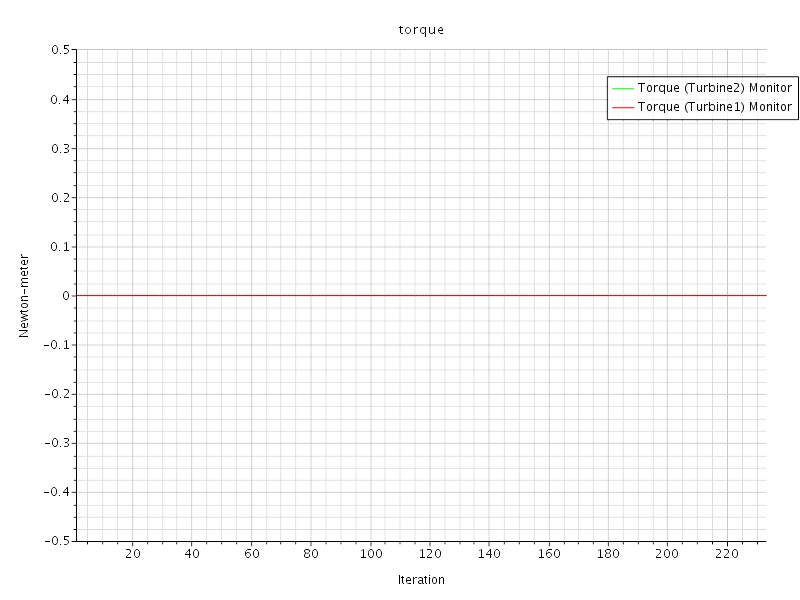 torque
0.5
Torque (Turbine2) Monitor
0.4
Torque (Turbine1) Monitor
0.3
0.2
0.1
0
Newton-meter
-0.1
-0.2
-0.3
-0.4
-0.5
20 40 60 80 100 120 140 160 180 200 220
Iteration